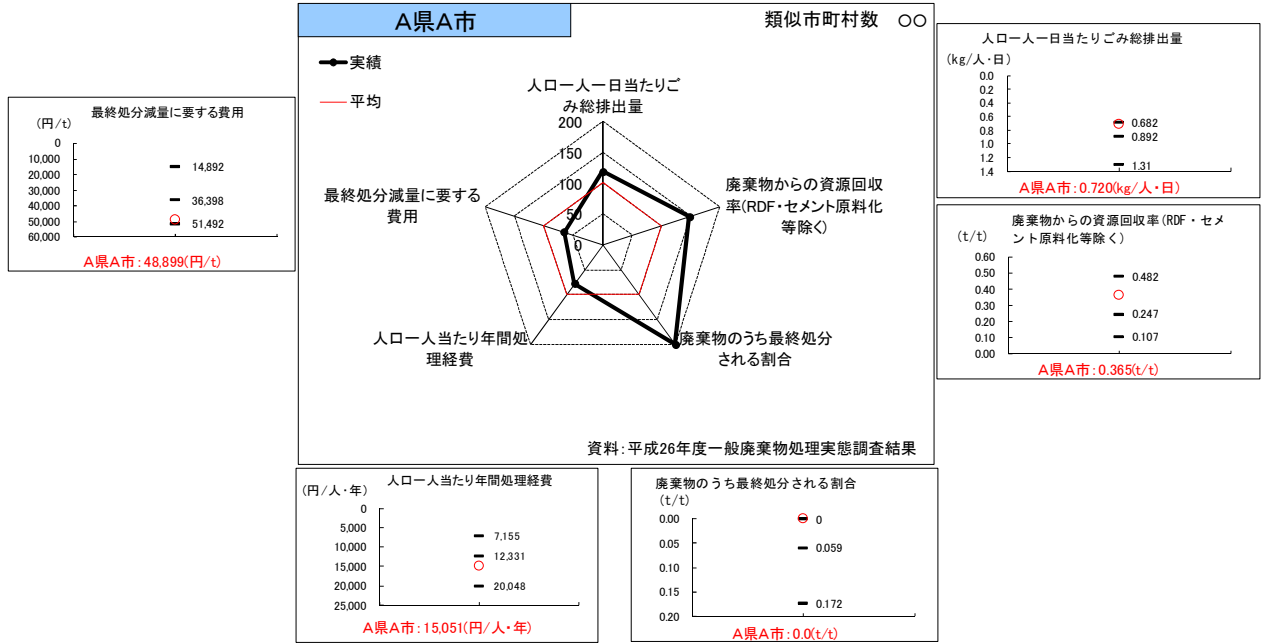 A県A市
類似市町村数 ○○
実績
平均
人口一人一日当たりご
み総排出量
200
150
100
50
0
廃棄物からの資源回収
率(RDF・セメント原料化
等除く)
廃棄物のうち最終処分
される割合
人口一人当たり年間処
理経費
最終処分減量に要する
費用
資料:平成26年度一般廃棄物処理実態調査結果
最終処分減量に要する費用
(円/t)
0
10,000
20,000
30,000
40,000
50,000
60,000
14,892
36,398
51,492
A県A市:48,899(円/t)
人口一人一日当たりごみ総排出量
(kg/人・日)
0.0
0.2
0.4
0.6
0.8
1.0
1.2
1.4
0.682
0.892
1.31
A県A市:0.720(kg/人・日)
廃棄物からの資源回収率(RDF・セメ
ント原料化等除く)
(t/t)
0.60
0.50
0.40
0.30
0.20
0.10
0.00
0.482
0.247
0.107
A県A市:0.365(t/t)
人口一人当たり年間処理経費
(円/人・年)
0
5,000
10,000
15,000
20,000
25,000
7,155
12,331
20,048
A県A市:15,051(円/人・年)
廃棄物のうち最終処分される割合
(t/t)
0.00
0.05
0.10
0.15
0.20
0
0.059
0.172
A県A市:0.0(t/t)